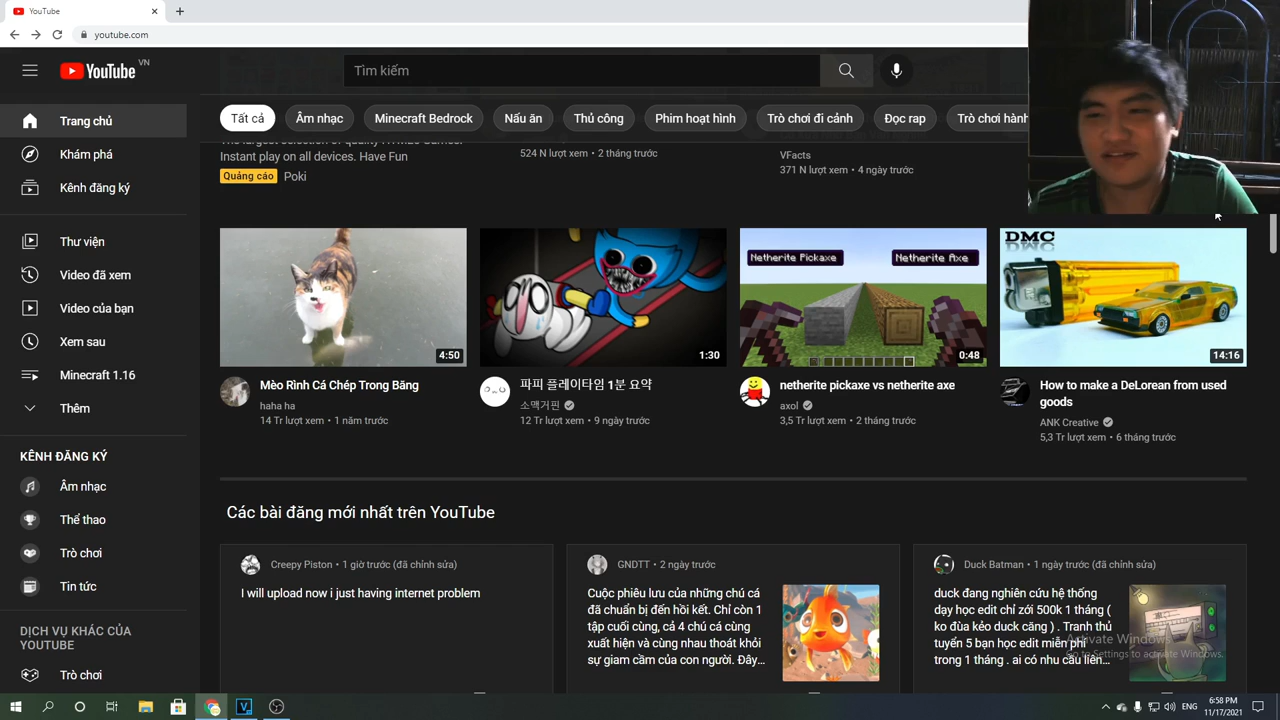 YouTube
youtube.com
YouTube VN
Tìm kiếm
Tất cả
Âm nhạc
Minecraft Bedrock
Nấu ăn
Thủ công
Phim hoạt hình
Trò chơi đi cảnh
Đọc rap
Trò chơi hành
Trang chủ
Khám phá
Kênh đăng ký
Thư viện
Video đã xem
Video của bạn
Xem sau
Minecraft 1.16
Thêm
KÊNH ĐĂNG KÝ
Âm nhạc
Thể thao
Trò chơi
Tin tức
DỊCH VỤ KHÁC CỦA
YOUTUBE
Trò chơi
Instant play on all devices. Have Fun
Quảng cáo Poki
524 N lượt xem • 2 tháng trước
VFacts
371 N lượt xem • 4 ngày trước
4:50
Mèo Rình Cá Chép Trong Băng
haha ha
14 Tr lượt xem • 1 năm trước
1:30
파피 플레이타임 1분 요약
소맥거핀
12 Tr lượt xem • 9 ngày trước
Netherite Pickaxe
Netherite Axe
0:48
netherite pickaxe vs netherite axe
axol
3,5 Tr lượt xem • 2 tháng trước
DMC
14:16
How to make a DeLorean from used
goods
ANK Creative
5,3 Tr lượt xem • 6 tháng trước
Các bài đăng mới nhất trên YouTube
Creepy Piston • 1 giờ trước (đã chỉnh sửa)
I will upload now i just having internet problem
GNDTT • 2 ngày trước
Cuộc phiêu lưu của những chú cá
đã chuẩn bị đến hồi kết. Chỉ còn 1
tập cuối cùng, cả 4 chú cá cùng
xuất hiện và cùng nhau thoát khỏi
sự giam cầm của con người. Đây...
Duck Batman • 1 ngày trước (đã chỉnh sửa)
duck đang nghiên cứu hệ thống
dạy học edit chỉ zới 500k 1 tháng (
ko đùa kẻo duck căng ) . Tranh thủ
tuyển 5 bạn học edit miễn phí
trong 1 tháng . ai có nhu cầu liên...
Activate Windows
Go to Settings to activate Windows.
ENG
6:58 PM
11/17/2021